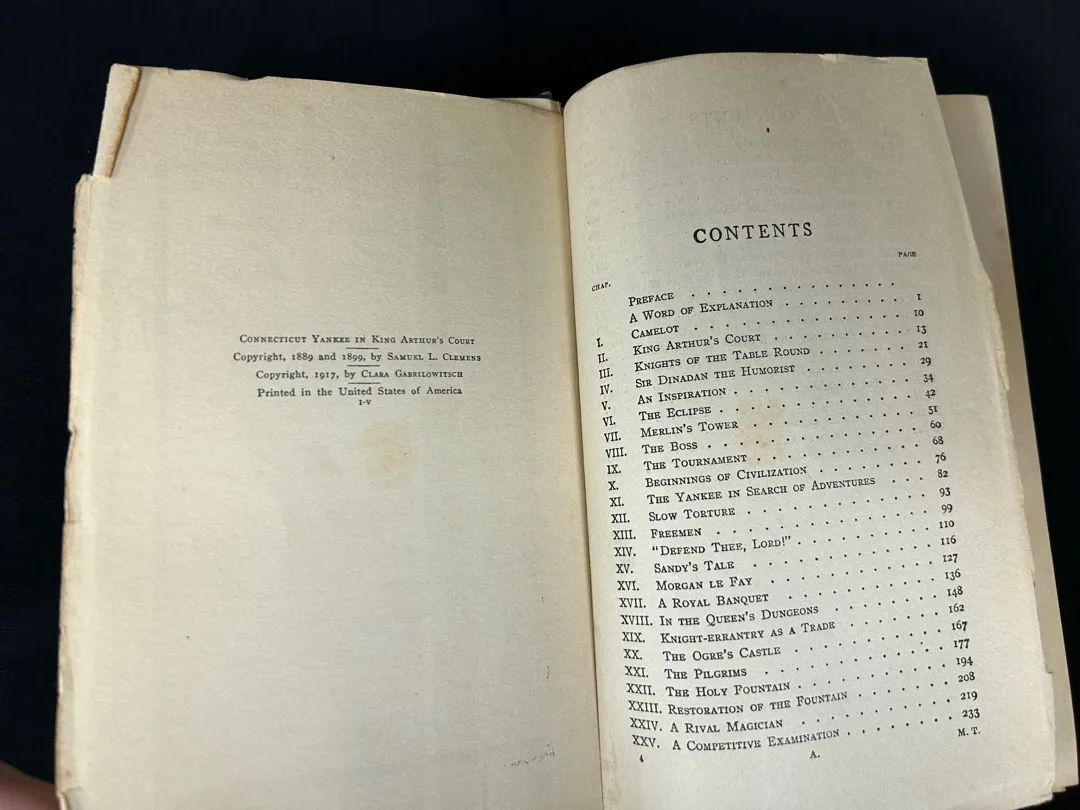 CONNECTICUT YANKEE IN KING ARTHUR'S COURT
Copyright, 1889 and 1899, by SAMUEL L. CLEMENS
Copyright, 1917, by CLARA GABRILOWITSCH
Printed in the United States of America
I-V
CONTENTS
CHAP. PAGE
PREFACE . . . . . . . . . . . . . .
A WORD OF EXPLANATION . . . . . . . . 1
I. CAMELOT . . . . . . . . . . . . . 10
II. KING ARTHUR'S COURT . . . . . . . . 13
III. KNIGHTS OF THE TABLE ROUND . . . . . . 21
IV. SIR DINADAN THE HUMORIST . . . . . . . 29
V. AN INSPIRATION . . . . . . . . . . 34
VI. THE ECLIPSE . . . . . . . . . . . 42
VII. MERLIN'S TOWER . . . . . . . . . . 51
VIII. THE BOSS . . . . . . . . . . . . 60
IX. THE TOURNAMENT . . . . . . . . . . 68
X. BEGINNINGS OF CIVILIZATION . . . . . . . 76
XI. THE YANKEE IN SEARCH OF ADVENTURES . . . 82
XII. SLOW TORTURE . . . . . . . . . . . 93
XIII. FREEMEN . . . . . . . . . . . . 99
XIV. "DEFEND THEE, LORD!" . . . . . . . . 110
XV. SANDY'S TALE . . . . . . . . . . . 116
XVI. MORGAN LE FAY . . . . . . . . . . 127
XVII. A ROYAL BANQUET . . . . . . . . . . 136
XVIII. IN THE QUEEN'S DUNGEONS . . . . . . . 148
XIX. KNIGHT-ERRANTRY AS A TRADE . . . . . . 162
XX. THE OGRE'S CASTLE . . . . . . . . . 167
XXI. THE PILGRIMS . . . . . . . . . . . 177
XXII. THE HOLY FOUNTAIN . . . . . . . . . 194
XXIII. RESTORATION OF THE FOUNTAIN . . . . . . 208
XXIV. A RIVAL MAGICIAN . . . . . . . . . 219
XXV. A COMPETITIVE EXAMINATION . . . . . . . 233
4 A. M. T.